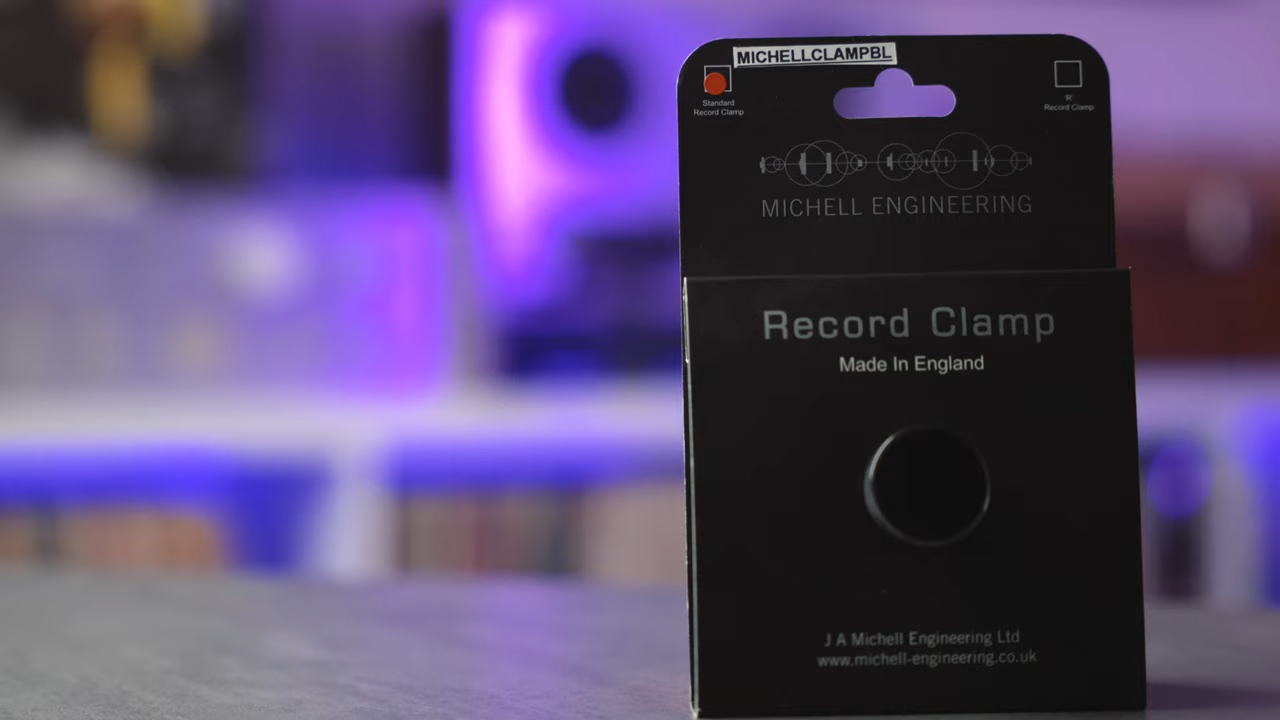 MICHELLCLAMPBL
Standard
Record Clamp
'R'
Record Clamp
MICHELL ENGINEERING
Record Clamp
Made In England
J A Michell Engineering Ltd
www.michell-engineering.co.uk